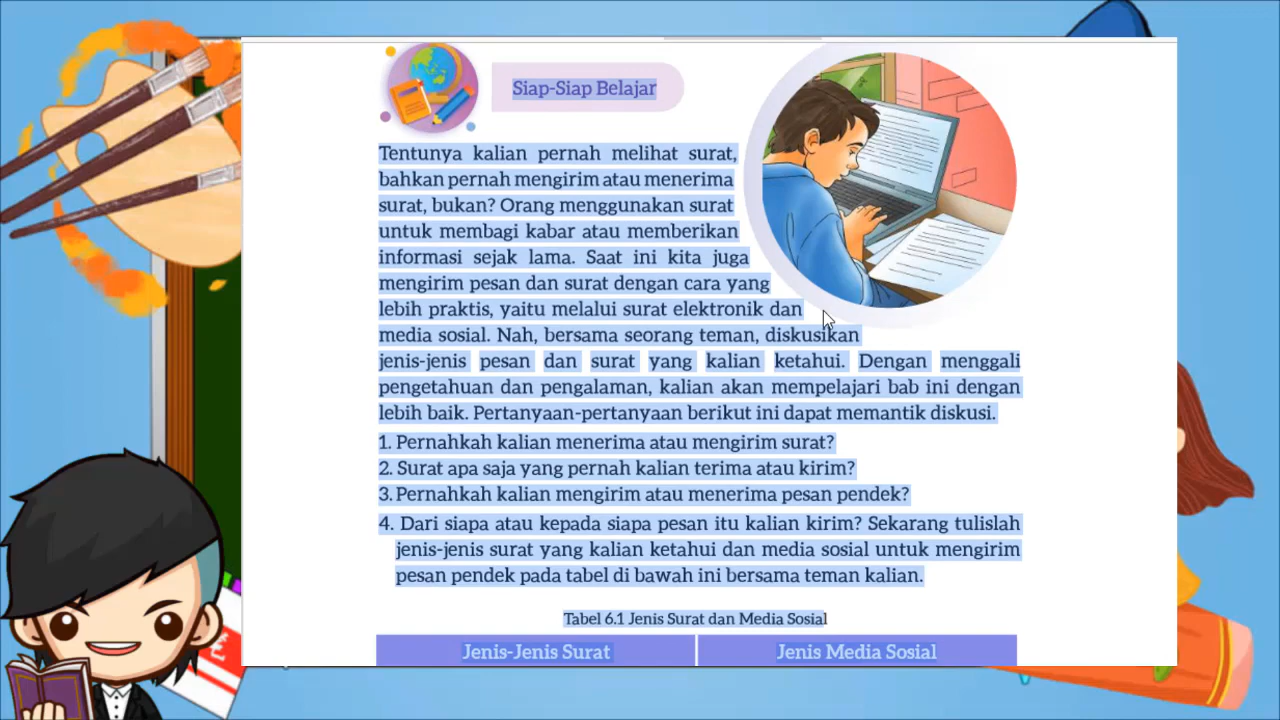 Siap-Siap Belajar
Tentunya kalian pernah melihat surat,
bahkan pernah mengirim atau menerima
surat, bukan? Orang menggunakan surat
untuk membagi kabar atau memberikan
informasi sejak lama. Saat ini kita juga
mengirim pesan dan surat dengan cara yang
lebih praktis, yaitu melalui surat elektronik dan
media sosial. Nah, bersama seorang teman, diskusikan
jenis-jenis pesan dan surat yang kalian ketahui. Dengan menggali
pengetahuan dan pengalaman, kalian akan mempelajari bab ini dengan
lebih baik. Pertanyaan-pertanyaan berikut ini dapat memantik diskusi.
1. Pernahkah kalian menerima atau mengirim surat?
2. Surat apa saja yang pernah kalian terima atau kirim?
3. Pernahkah kalian mengirim atau menerima pesan pendek?
4. Dari siapa atau kepada siapa pesan itu kalian kirim? Sekarang tulislah
jenis-jenis surat yang kalian ketahui dan media sosial untuk mengirim
pesan pendek pada tabel di bawah ini bersama teman kalian.
Tabel 6.1 Jenis Surat dan Media Sosial
Jenis-Jenis Surat
Jenis Media Sosial